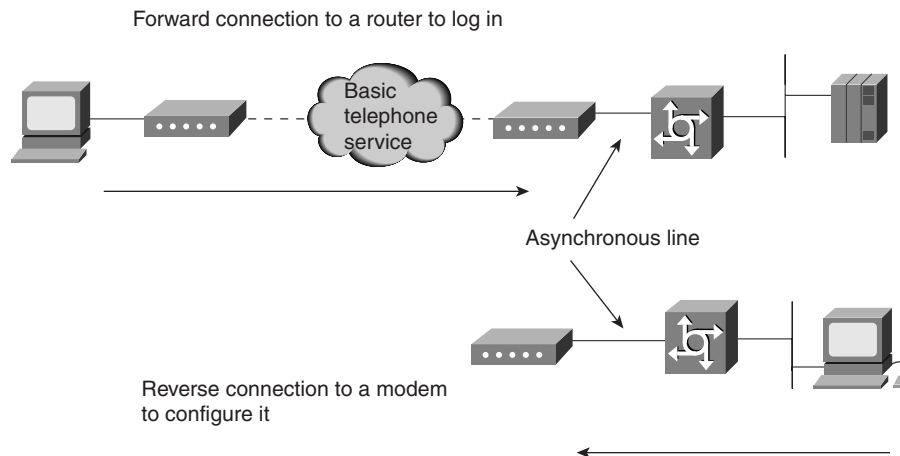 Forward connection to a router to log in
Basic
telephone
service
Asynchronous line
Reverse connection to a modem
to configure it